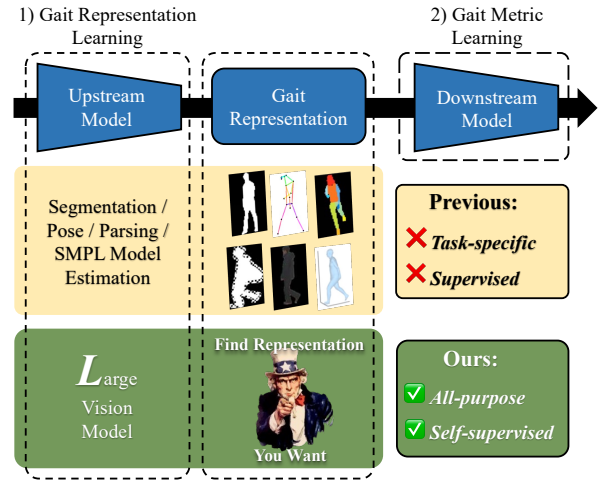 1) Gait Representation
Learning
2) Gait Metric
Learning
Upstream
Model
Gait
Representation
Downstream
Model
Segmentation /
Pose / Parsing /
SMPL Model
Estimation
Previous:
Task-specific
Supervised
Large
Vision
Model
Find Representation
You Want
Ours:
All-purpose
Self-supervised